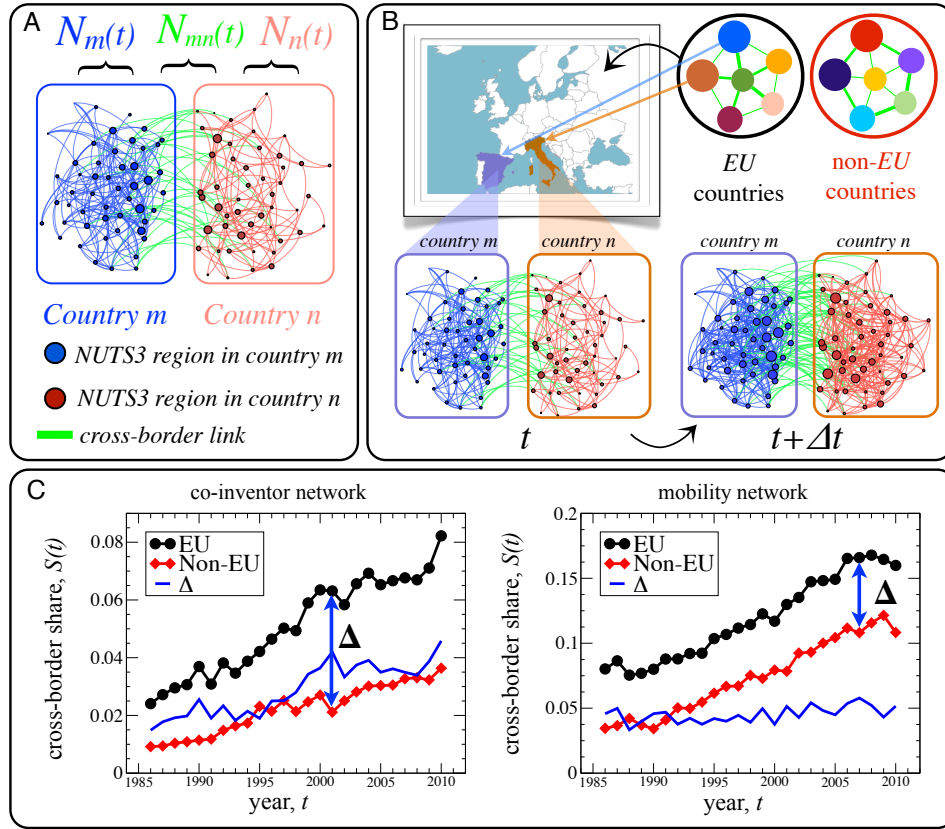 A
N_m(t) N_mn(t) N_n(t)
Country m Country n
NUTS3 region in country m
NUTS3 region in country n
cross-border link
B
EU
countries
non-EU
countries
country m country n country m country n
t t+Δt
C
co-inventor network
cross-border share, S(t)
0.08
0.06
0.04
0.02
0
EU
Non-EU
Δ
Δ
1985 1990 1995 2000 2005 2010
year, t
mobility network
cross-border share, S(t)
0.2
0.15
0.1
0.05
0
EU
Non-EU
Δ
Δ
1985 1990 1995 2000 2005 2010
year, t